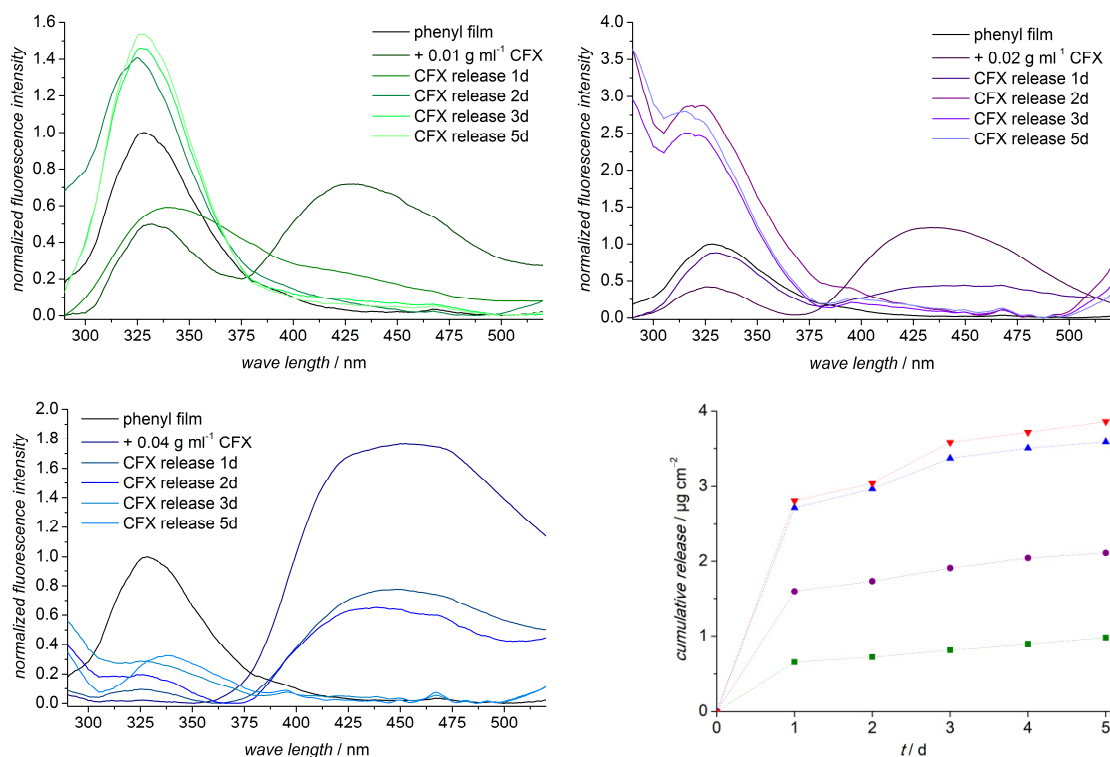 normalized fluorescence intensity
1.6
1.4
1.2
1.0
0.8
0.6
0.4
0.2
0.0
phenyl film
+ 0.01 g ml⁻¹ CFX
CFX release 1d
CFX release 2d
CFX release 3d
CFX release 5d
300 325 350 375 400 425 450 475 500
wave length / nm
normalized fluorescence intensity
4.0
3.5
3.0
2.5
2.0
1.5
1.0
0.5
0.0
phenyl film
+ 0.02 g ml⁻¹ CFX
CFX release 1d
CFX release 2d
CFX release 3d
CFX release 5d
300 325 350 375 400 425 450 475 500
wave length / nm
normalized fluorescence intensity
2.0
1.8
1.6
1.4
1.2
1.0
0.8
0.6
0.4
0.2
0.0
phenyl film
+ 0.04 g ml⁻¹ CFX
CFX release 1d
CFX release 2d
CFX release 3d
CFX release 5d
300 325 350 375 400 425 450 475 500
wave length / nm
cumulative release / µg cm⁻²
4
3
2
1
0
0 1 2 3 4 5
t / d